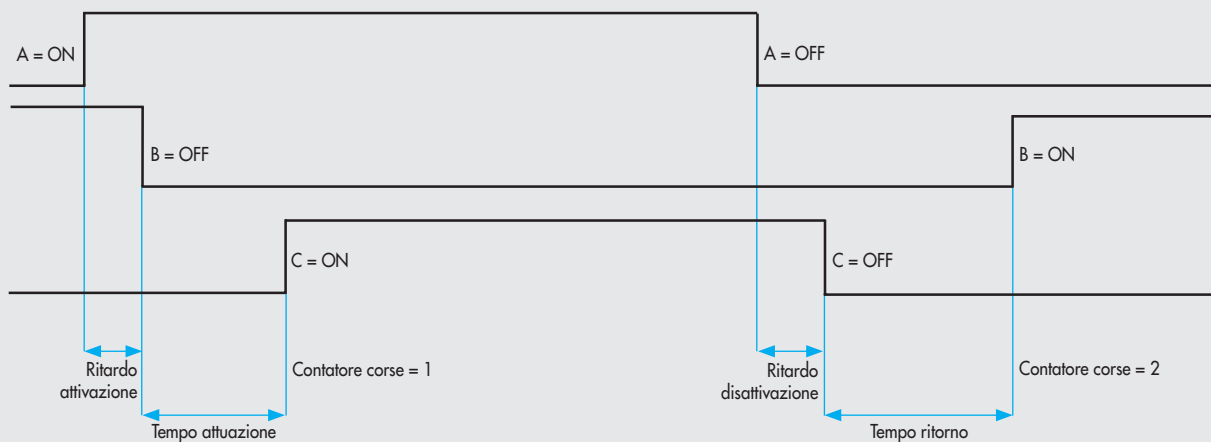 A = ON
A = OFF
B = OFF
B = ON
C = ON
C = OFF
Ritardo
attivazione
Contatore corse = 1
Ritardo
disattivazione
Contatore corse = 2
Tempo attuazione
Tempo ritorno